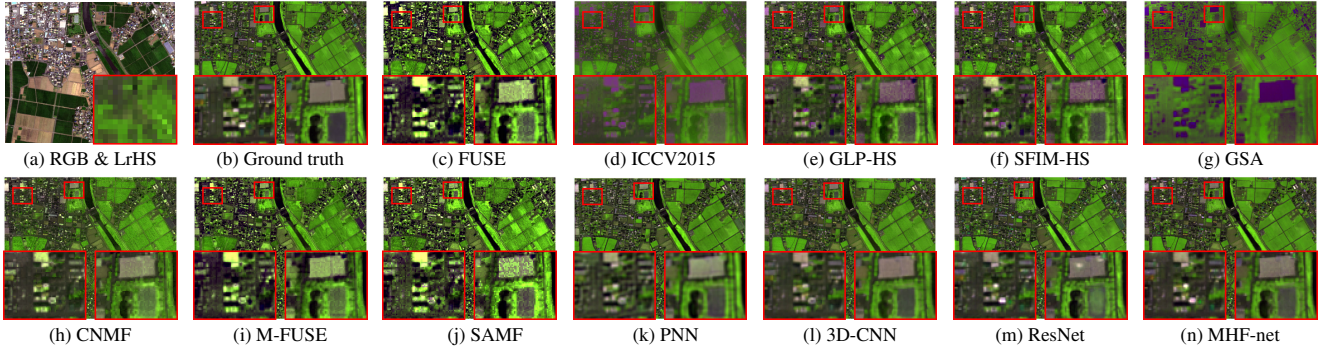 (a) RGB & LrHS
(b) Ground truth
(c) FUSE
(d) ICCV2015
(e) GLP-HS
(f) SFIM-HS
(g) GSA
(h) CNMF
(i) M-FUSE
(j) SAMF
(k) PNN
(l) 3D-CNN
(m) ResNet
(n) MHF-net